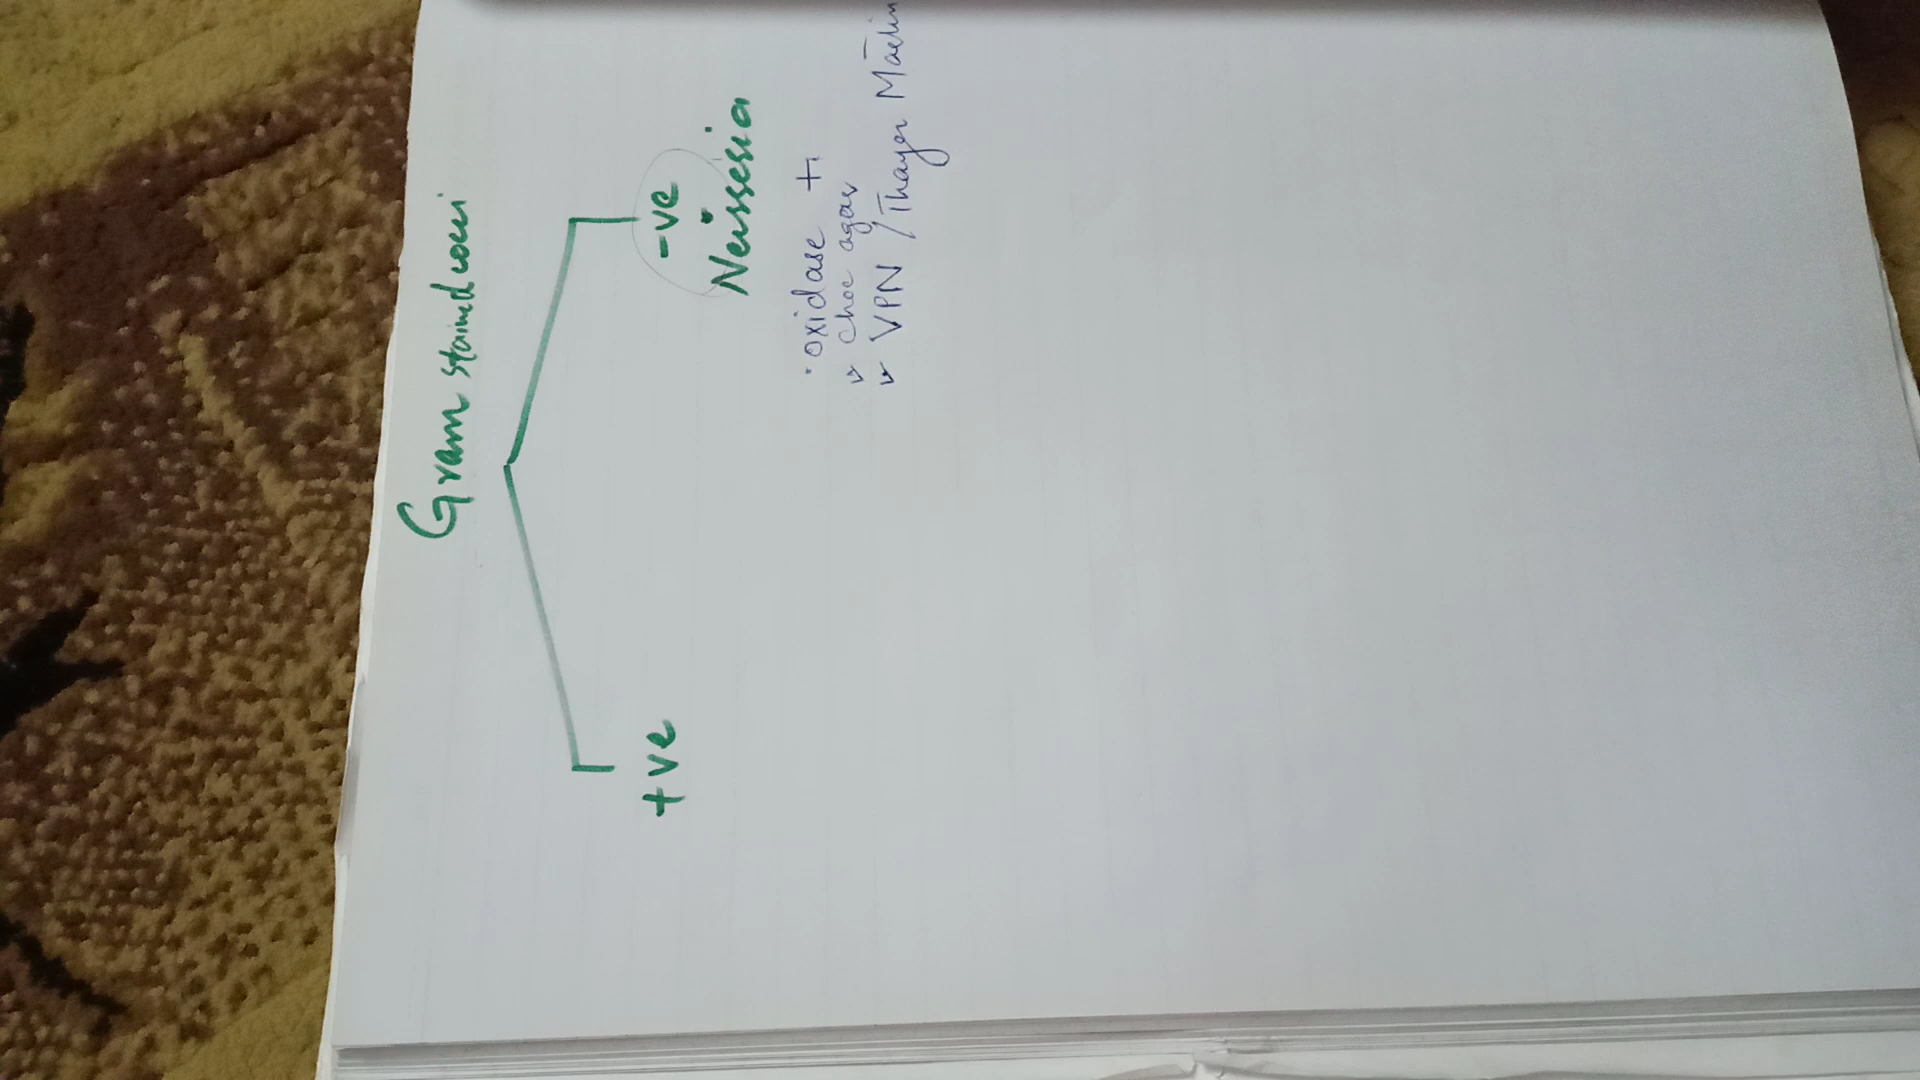 Gram stained cocci
+ve
-ve
Neisseria
• oxidase +
choc agar
VPN / Thayer Martin